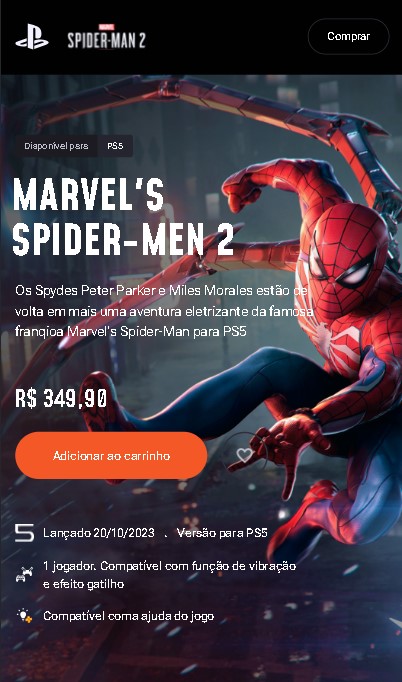 MARVEL
SPIDER-MAN 2
Comprar
Disponível para PS5
MARVEL'S
SPIDER-MEN 2
Os Spydes Peter Parker e Miles Morales estão de
volta em mais uma aventura eletrizante da famosa
franqioa Marvel's Spider-Man para PS5
R$ 349,90
Adicionar ao carrinho
5 Lançado 20/10/2023 . Versão para PS5
1 jogador. Compatível com função de vibração
e efeito gatilho
Compatível coma ajuda do jogo